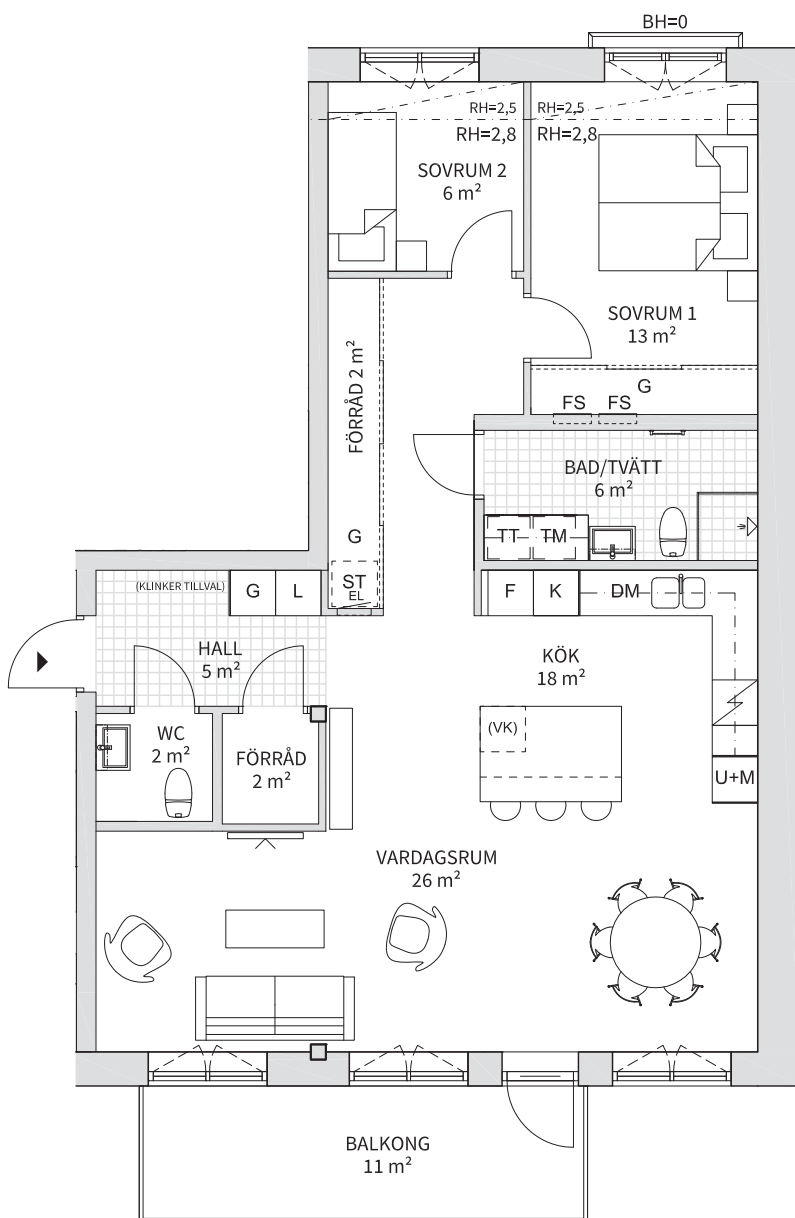 BH=0
RH=2,5
RH=2,5
RH=2,8
RH=2,8
SOVRUM 2
6 m²
SOVRUM 1
13 m²
FÖRRÅD 2 m²
G
FS
FS
BAD/TVÄTT
6 m²
G
TT
TM
ST
EL
(KLINKER TILLVAL)
G
L
F
K
DM
HALL
5 m²
KÖK
18 m²
WC
2 m²
FÖRRÅD
2 m²
(VK)
U+M
VARDAGSRUM
26 m²
BALKONG
11 m²